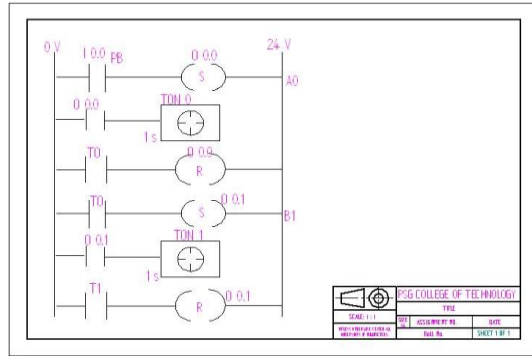 0 V
24 V
I 0.0 PB
O 0.0
S
A0
O 0.0
TON 0
1 s
T0
O 0.0
R
T0
O 0.1
S
B1
O 0.1
TON 1
1 s
T1
O 0.1
R
PSG COLLEGE OF TECHNOLOGY
TITLE
SCALE: 1 : 1
ASSIGNMENT NO.
DATE
Roll No.
SHEET 1 OF 1